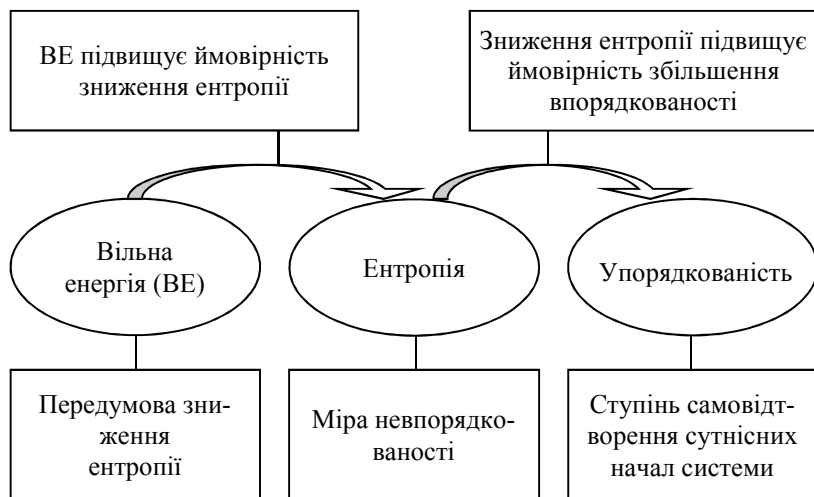 ВЕ підвищує ймовірність
зниження ентропії
Зниження ентропії підвищує
ймовірність збільшення
впорядкованості
Вільна
енергія (ВЕ)
Ентропія
Упорядкованість
Передумова зни-
ження
ентропії
Міра невпорядко-
ваності
Ступінь самовідт-
ворення сутнісних
начал системи